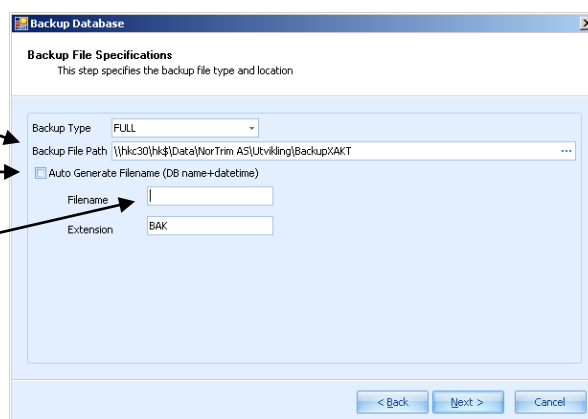 Backup Database
Backup File Specifications
This step specifies the backup file type and location
Backup Type FULL
Backup File Path \\hkc30\hk$\Data\NorTrim AS\Utvikling\BackupXAKT ...
Auto Generate Filename (DB name+datetime)
Filename
Extension BAK
< Back Next > Cancel